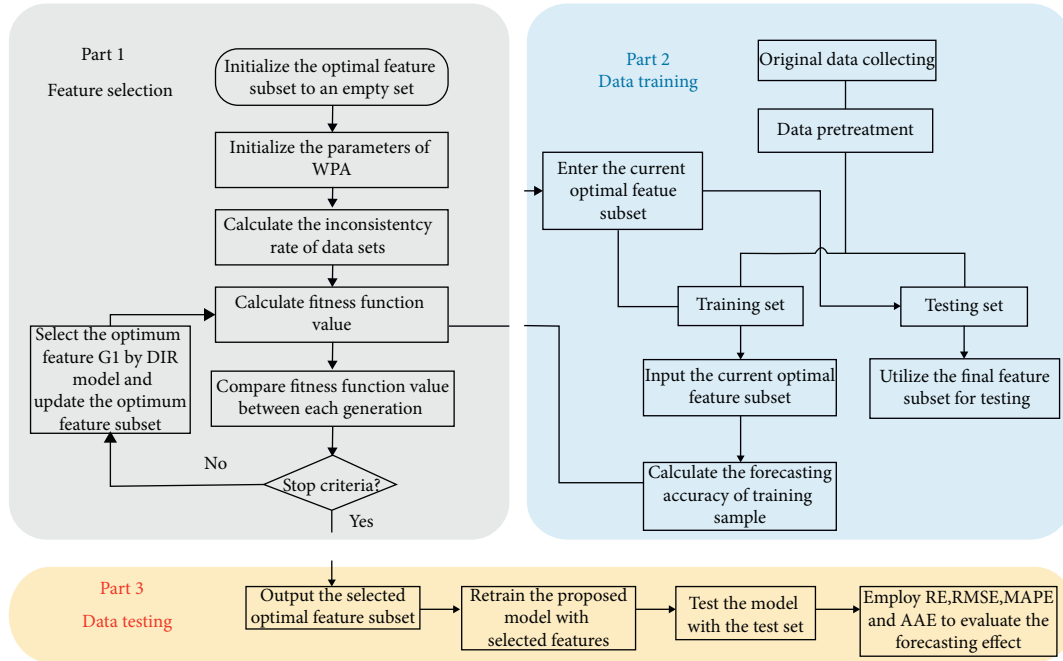 Part 1
Feature selection
Initialize the optimal feature
subset to an empty set
Initialize the parameters of
WPA
Calculate the inconsistentcy
rate of data sets
Calculate fitness function
value
Select the optimum
feature G1 by DIR
model and
update the optimum
feature subset
Compare fitness function value
between each generation
No
Stop criteria?
Yes
Part 2
Data training
Original data collecting
Data pretreatment
Enter the current
optimal featue
subset
Training set
Testing set
Input the current optimal
feature subset
Utilize the final feature
subset for testing
Calculate the forecasting
accuracy of training
sample
Part 3
Data testing
Output the selected
optimal feature subset
Retrain the proposed
model with
selected features
Test the model
with the test set
Employ RE,RMSE,MAPE
and AAE to evaluate the
forecasting effect